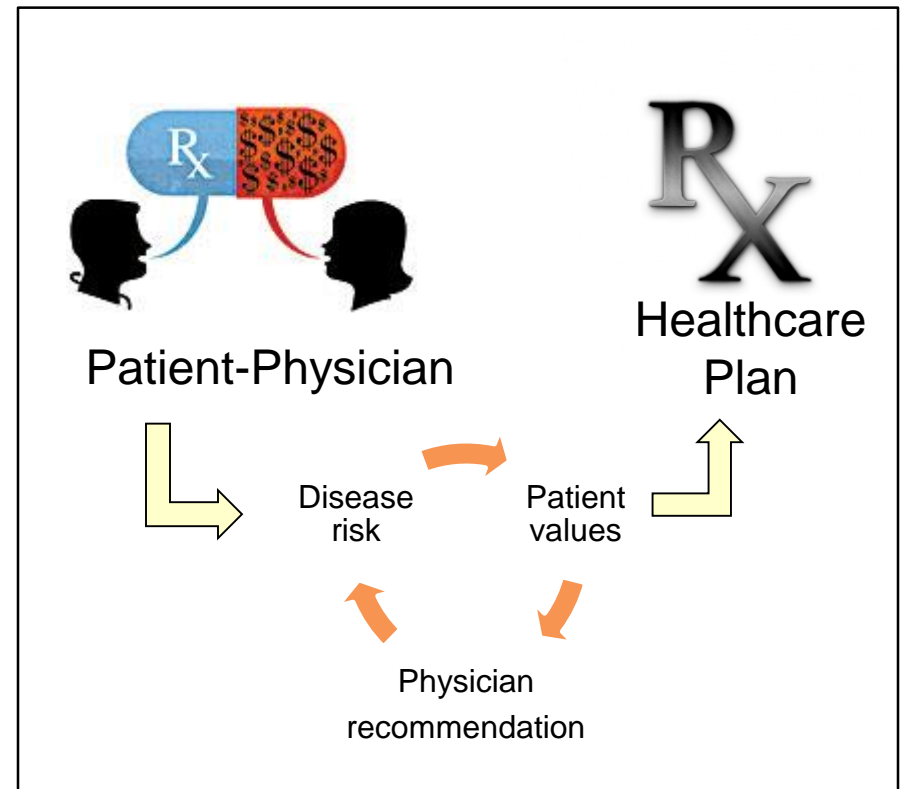 Rx
$$$$$$$$
Rx
Healthcare
Plan
Patient-Physician
Disease
risk
Patient
values
Physician
recommendation